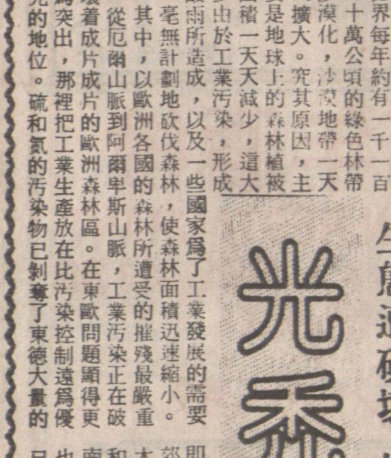 界每年約有一千一百
十萬公頃的綠色林帶
漠化，沙漠地帶一天
擴大。究其原因，主
是地球上的森林植被
積一天天減少，這大
出於工業污染，形成
雨所造成，以及一些國家爲了工業發展的需要
毫無計劃地砍伐森林，使森林面積迅速縮小。
其中，以歐洲各國的森林所遭受的摧殘最嚴重
從厄爾山脈到阿爾卑斯山脈，工業污染正在破
壞着成片成片的歐洲森林區。在東歐問題顯得更
爲突出，那裡把工業生產放在比污染控制遠爲優
先的地位。硫和氮的污染物已剝奪了東德大量的
遭破壞
光禿
即
和
南
也